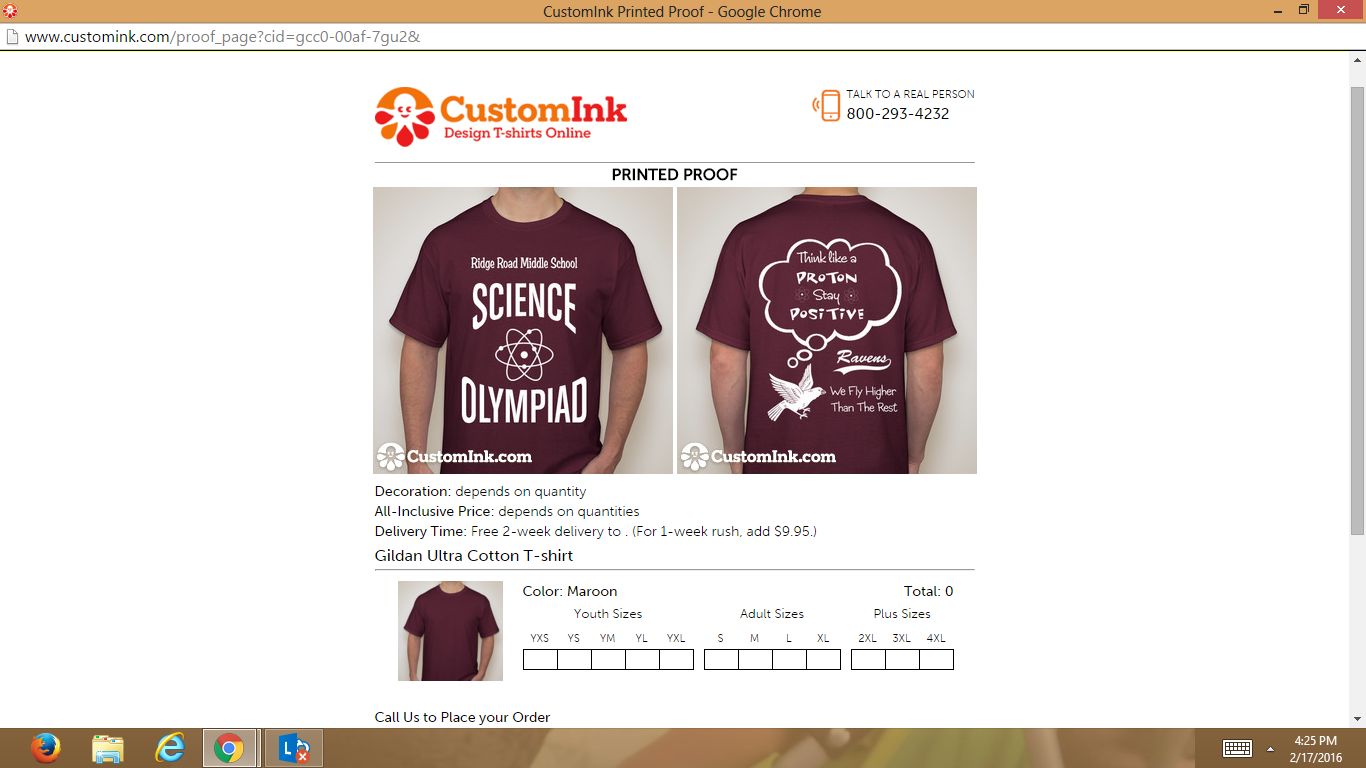 CustomInk Printed Proof - Google Chrome
www.customink.com/proof_page?cid=gcc0-00af-7gu2&
CustomInk
Design T-shirts Online
TALK TO A REAL PERSON
800-293-4232
PRINTED PROOF
Ridge Road Middle School
SCIENCE
OLYMPIAD
CustomInk.com
Think like a
PROTON
Stay
POSITIVE
Ravens
We Fly Higher
Than The Rest
CustomInk.com
Decoration: depends on quantity
All-Inclusive Price: depends on quantities
Delivery Time: Free 2-week delivery to . (For 1-week rush, add $9.95.)
Gildan Ultra Cotton T-shirt
Color: Maroon Total: 0
Youth Sizes Adult Sizes Plus Sizes
YXS YS YM YL YXL S M L XL 2XL 3XL 4XL
Call Us to Place your Order
4:25 PM
2/17/2016